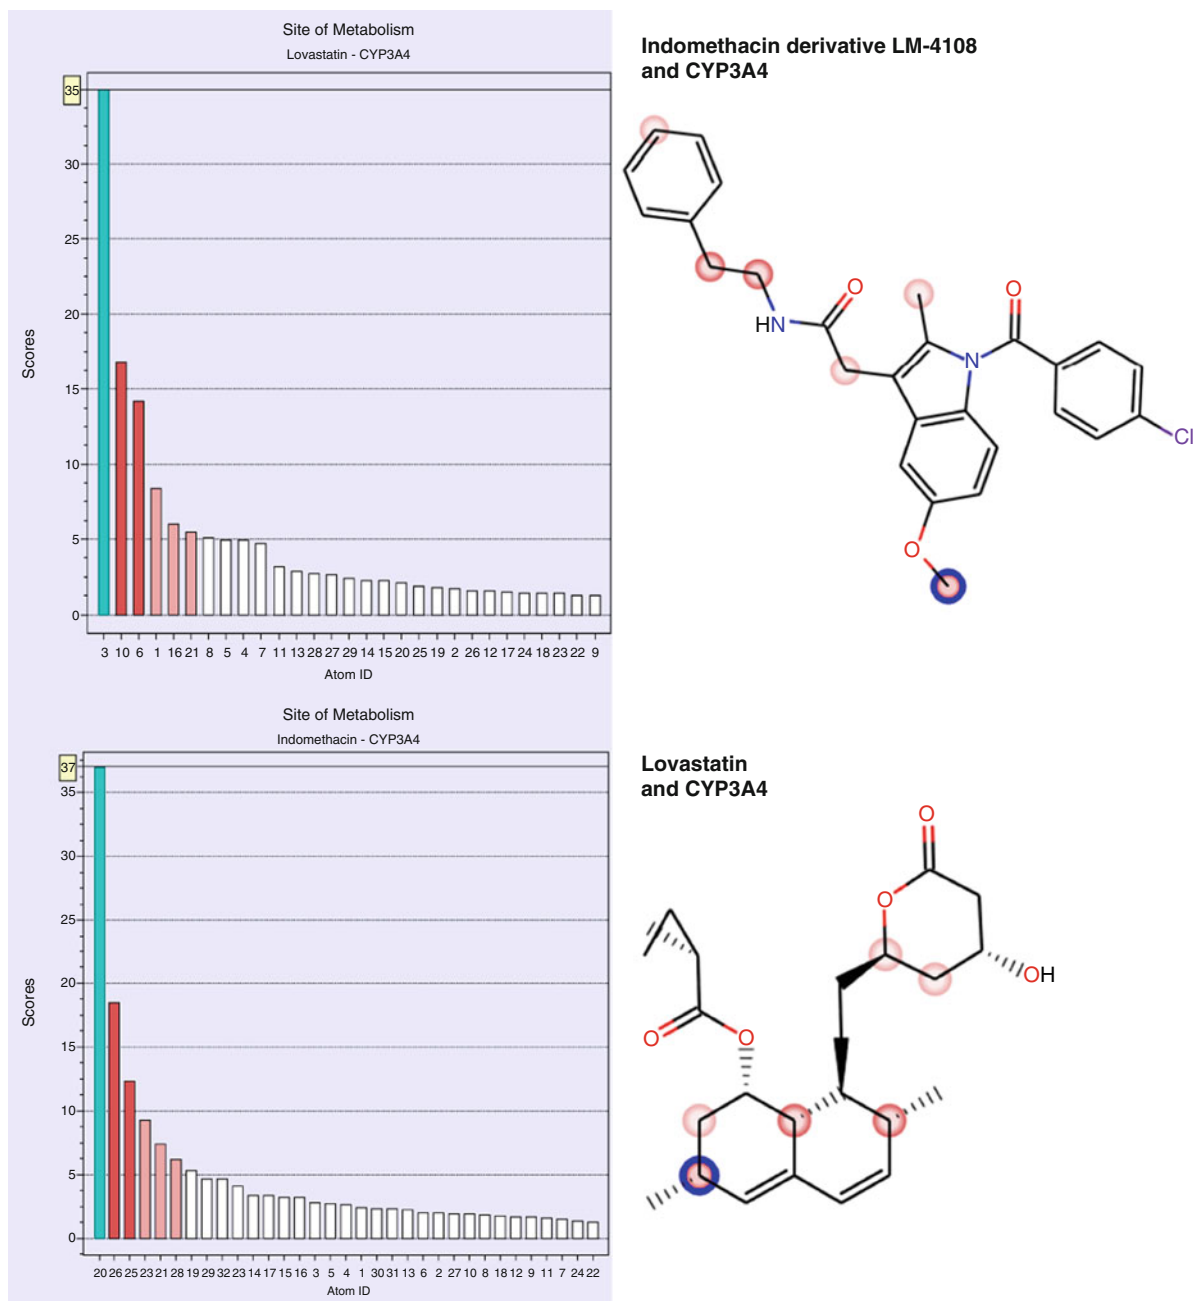 Site of Metabolism
Lovastatin - CYP3A4
35
30
25
20
15
10
5
0
Scores
3 10 6 1 16 21 8 5 4 7 11 13 28 27 29 14 15 20 25 19 2 26 12 17 24 18 23 22 9
Atom ID
Indomethacin derivative LM-4108
and CYP3A4
O
HN
O
N
Cl
O
Site of Metabolism
Indomethacin - CYP3A4
37
35
30
25
20
15
10
5
0
Scores
20 26 25 23 21 28 19 29 32 23 14 17 15 16 3 5 4 1 30 31 13 6 2 27 10 8 18 12 9 11 7 24 22
Atom ID
Lovastatin
and CYP3A4
O
O
OH
O
O